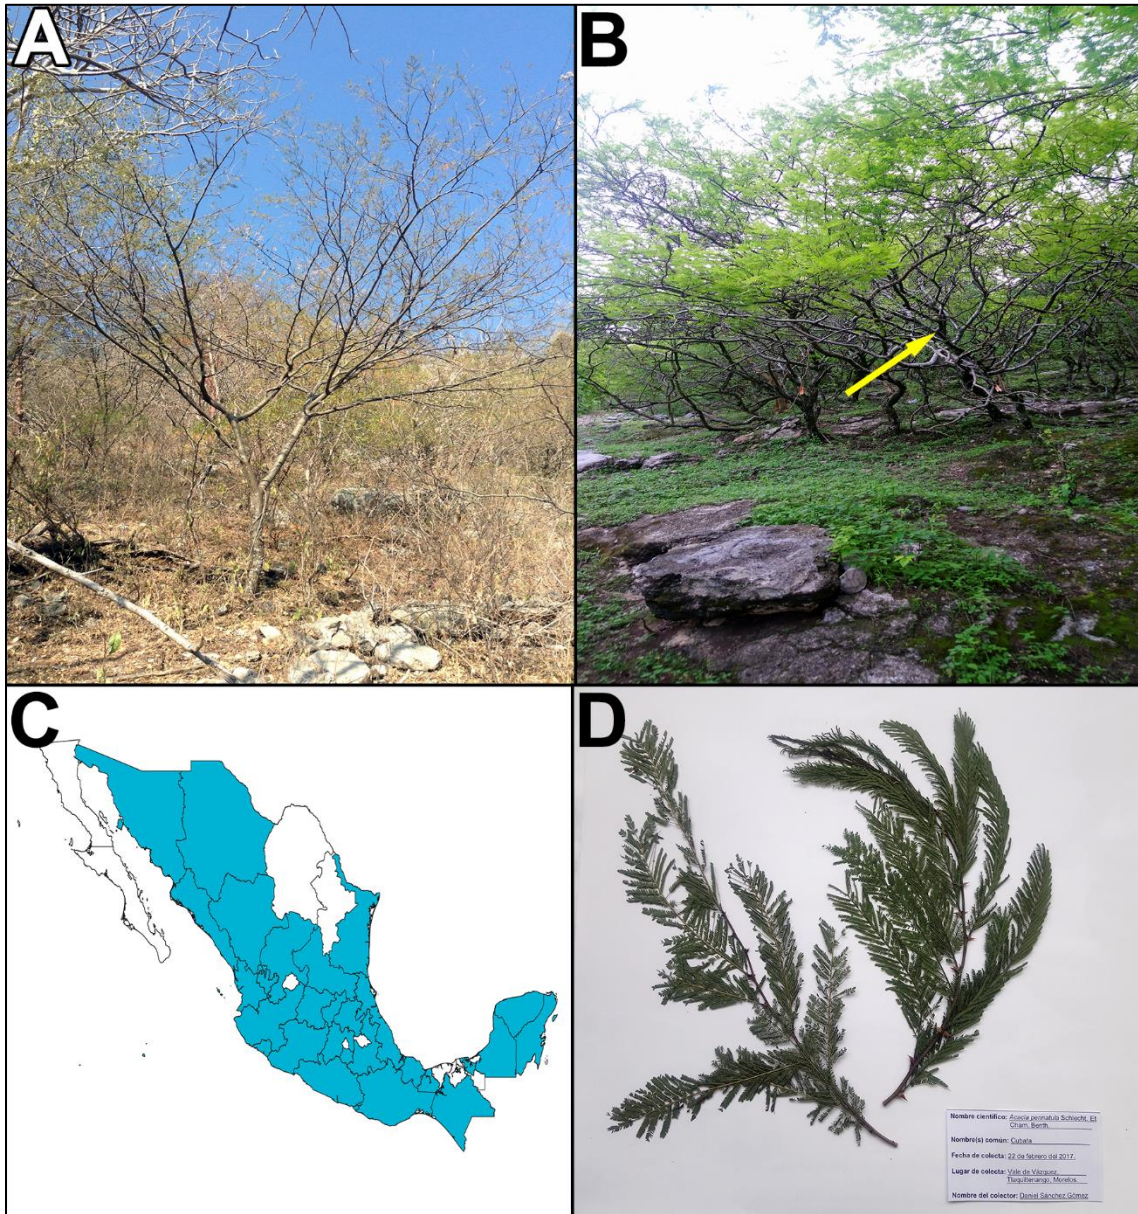 A
B
C
D
Nombre científico: Acacia pennatula Schlecht. Et
Cham. Benth.
Nombre(s) común: Cubata
Fecha de colecta: 22 de febrero del 2017.
Lugar de colecta: Valle de Vázquez,
Tlaquiltenango, Morelos.
Nombre del colector: Daniel Sánchez Gómez